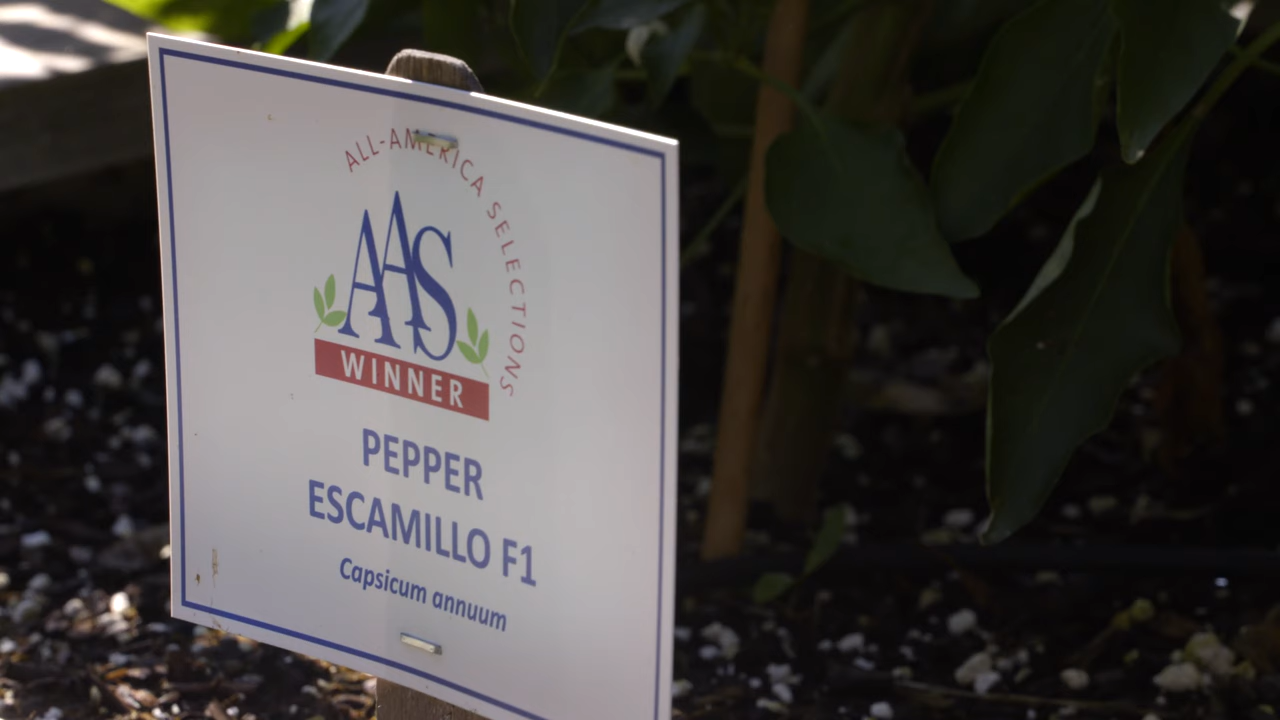 ALL-AMERICA SELECTIONS
AAS
WINNER
PEPPER
ESCAMILLO F1
Capsicum annuum